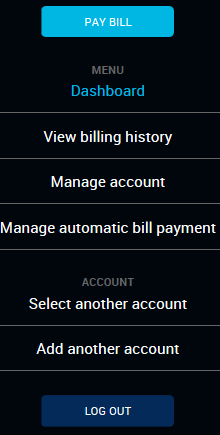 PAY BILL
MENU
Dashboard
View billing history
Manage account
Manage automatic bill payment
ACCOUNT
Select another account
Add another account
LOG OUT